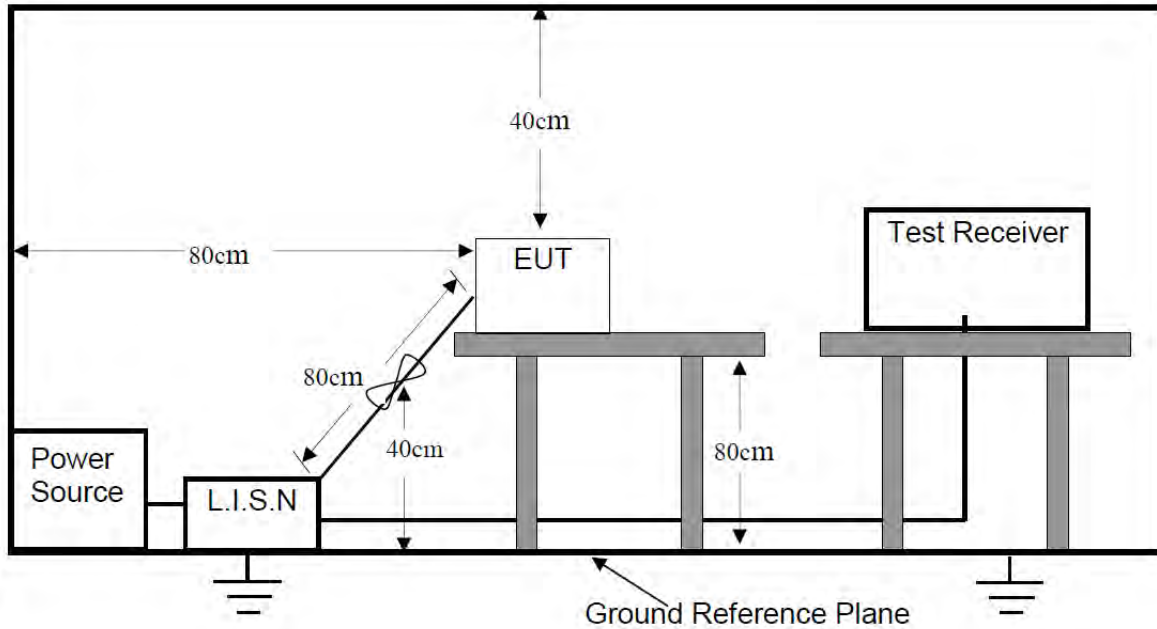 40cm
80cm
EUT
Test Receiver
80cm
40cm
80cm
Power
Source
L.I.S.N
Ground Reference Plane